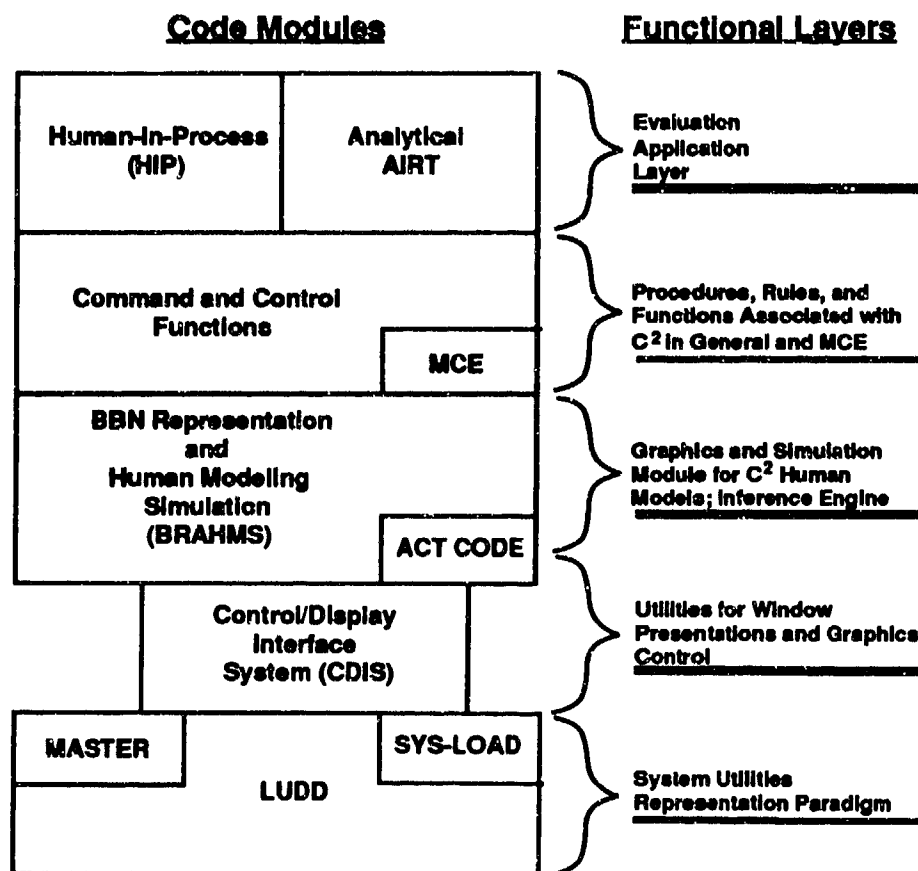 Code Modules
Functional Layers
Human-In-Process
(HIP)
Analytical
AIRT
Evaluation
Application
Layer
Command and Control
Functions
MCE
Procedures, Rules, and
Functions Associated with
C² in General and MCE
BBN Representation
and
Human Modeling
Simulation
(BRAHMS)
ACT CODE
Graphics and Simulation
Module for C² Human
Models; Inference Engine
Control/Display
Interface
System (CDIS)
Utilities for Window
Presentations and Graphics
Control
MASTER
SYS-LOAD
LUDD
System Utilities
Representation Paradigm